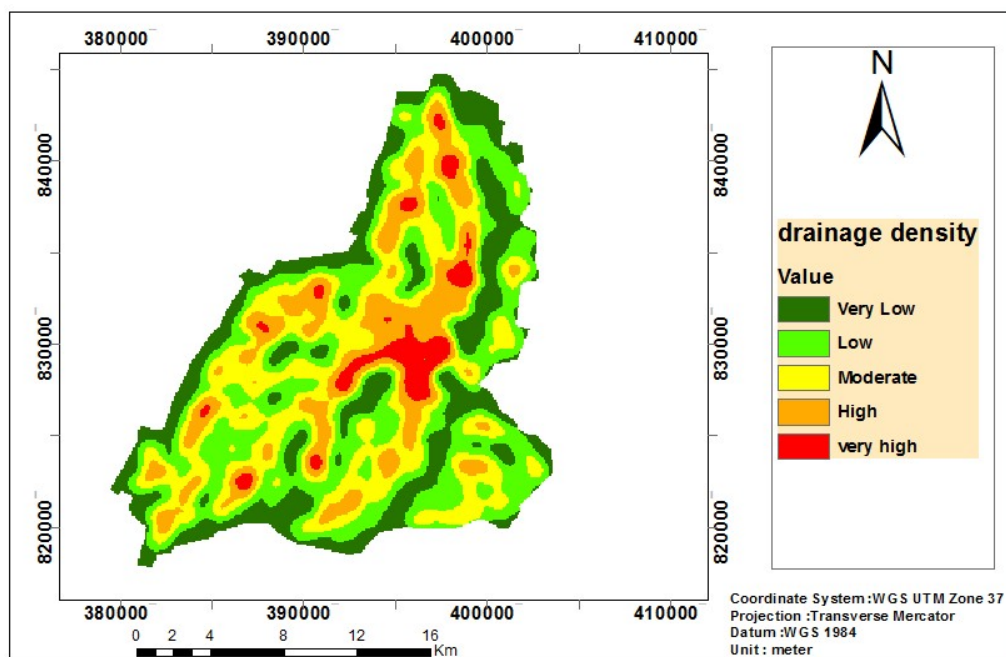 380000 390000 400000 410000
840000
830000
820000
840000
830000
820000
380000 390000 400000 410000
0 2 4 8 12 16
Km
N
drainage density
Value
Very Low
Low
Moderate
High
very high
Coordinate System :WGS UTM Zone 37
Projection :Transverse Mercator
Datum :WGS 1984
Unit : meter